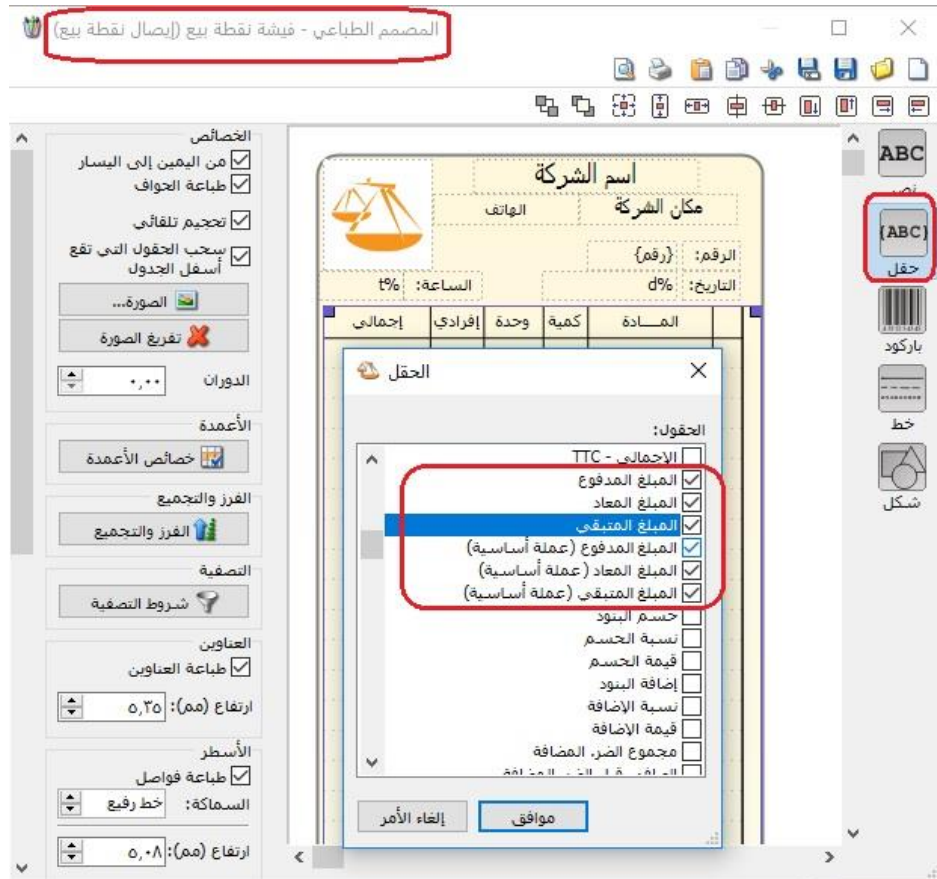 المصمم الطباعي - فيشة نقطة بيع (إيصال نقطة بيع)
ABC
نص
{ABC}
حقل
باركود
خط
شكل
اسم الشركة
مكان الشركة
الهاتف
الرقم: {رقم}
التاريخ: %d
الساعة: %t
المـــادة
كمية
وحدة
إفرادي
إجمالي
الحقل
الحقول:
الإجمالي - TTC
المبلغ المدفوع
المبلغ المعاد
المبلغ المتبقي
المبلغ المدفوع (عملة أساسية)
المبلغ المعاد (عملة أساسية)
المبلغ المتبقي (عملة أساسية)
حسم البنود
نسبة الحسم
قيمة الحسم
إضافة البنود
نسبة الإضافة
قيمة الإضافة
مجموع الضر. المضافة
موافق
إلغاء الأمر
الخصائص
من اليمين إلى اليسار
طباعة الحواف
تحجيم تلقائي
سحب الحقول التي تقع
أسفل الجدول
الصورة...
تفريغ الصورة
الدوران
٠,٠٠
الأعمدة
خصائص الأعمدة
الفرز والتجميع
الفرز والتجميع
التصفية
شروط التصفية
العناوين
طباعة العناوين
ارتفاع (مم): ٥,٣٥
الأسطر
طباعة فواصل
السماكة: خط رفيع
ارتفاع (مم): ٥,٠٨